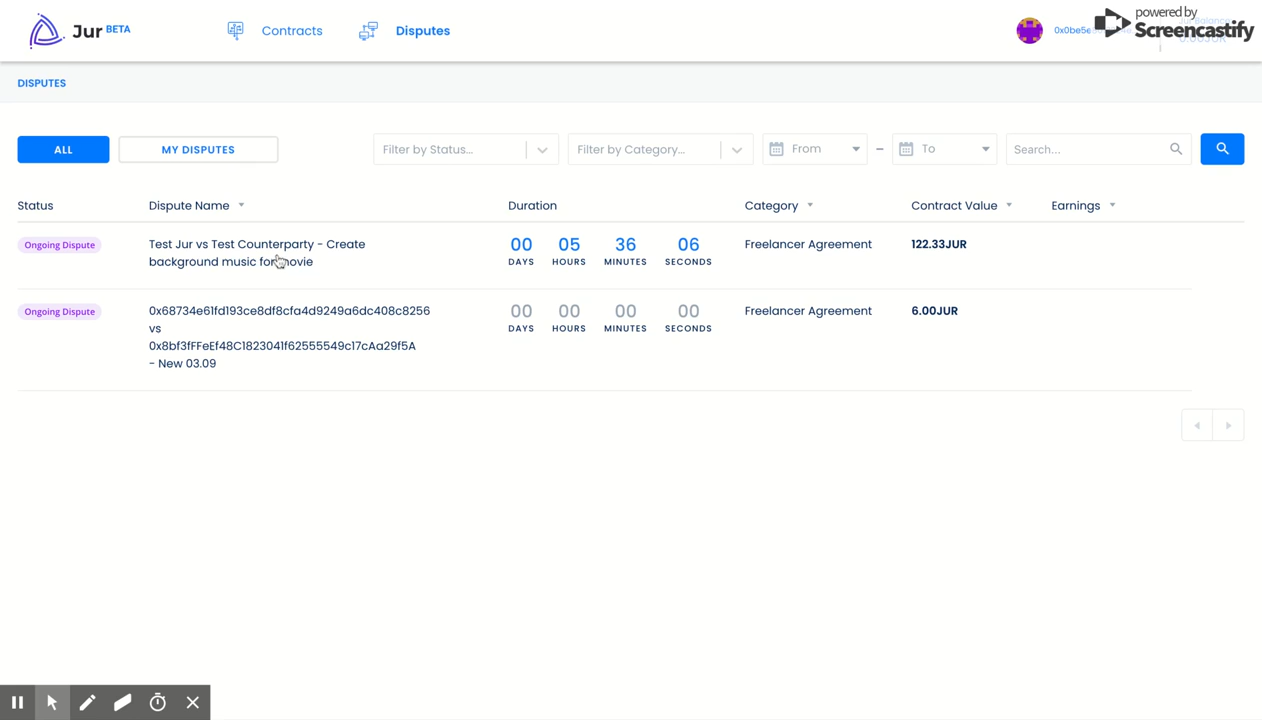 Jur BETA
Contracts
Disputes
0x0be5e
powered by
Screencastify
DISPUTES
ALL
MY DISPUTES
Filter by Status...
Filter by Category...
From
–
To
Search...
Status
Dispute Name
Duration
Category
Contract Value
Earnings
Ongoing Dispute
Test Jur vs Test Counterparty - Create
background music for movie
00 05 36 06
DAYS HOURS MINUTES SECONDS
Freelancer Agreement
122.33JUR
Ongoing Dispute
0x68734e61fd193ce8df8cfa4d9249a6dc408c8256
vs
0x8bf3fFFeEf48C1823041f62555549c17cAa29f5A
- New 03.09
00 00 00 00
DAYS HOURS MINUTES SECONDS
Freelancer Agreement
6.00JUR